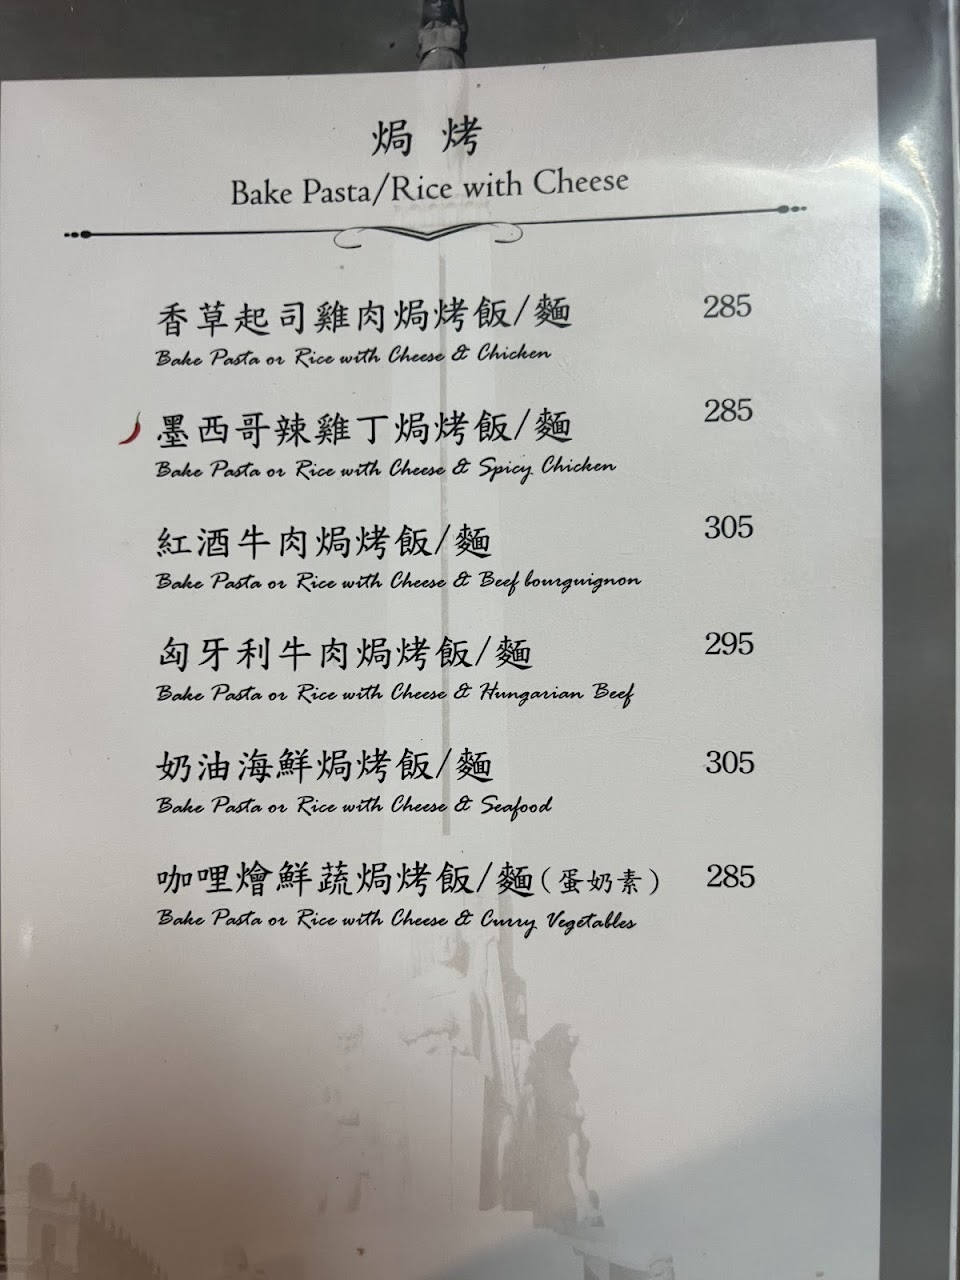 焗 烤
Bake Pasta/Rice with Cheese
香草起司雞肉焗烤飯/麵 285
Bake Pasta or Rice with Cheese & Chicken
墨西哥辣雞丁焗烤飯/麵 285
Bake Pasta or Rice with Cheese & Spicy Chicken
紅酒牛肉焗烤飯/麵 305
Bake Pasta or Rice with Cheese & Beef bourguignon
匈牙利牛肉焗烤飯/麵 295
Bake Pasta or Rice with Cheese & Hungarian Beef
奶油海鮮焗烤飯/麵 305
Bake Pasta or Rice with Cheese & Seafood
咖哩燴鮮蔬焗烤飯/麵(蛋奶素) 285
Bake Pasta or Rice with Cheese & Curry Vegetables